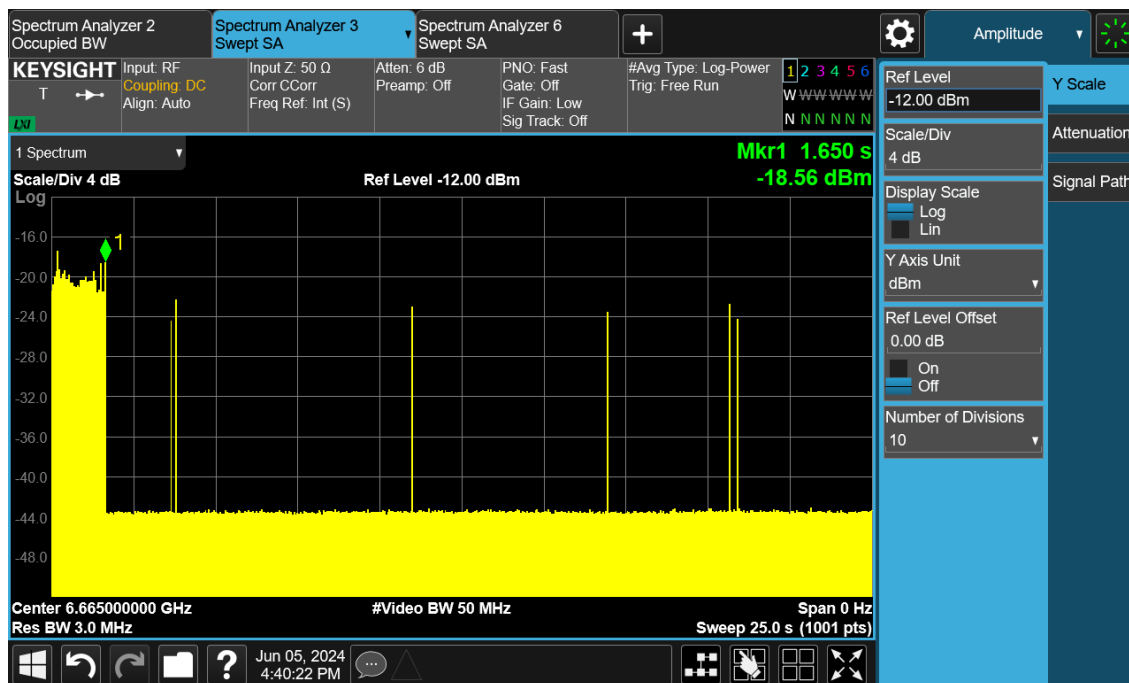 Spectrum Analyzer 2
Occupied BW
Spectrum Analyzer 3
Swept SA
Spectrum Analyzer 6
Swept SA
Amplitude
KEYSIGHT
T
LXI
Input: RF
Coupling: DC
Align: Auto
Input Z: 50 Ω
Corr CCorr
Freq Ref: Int (S)
Atten: 6 dB
Preamp: Off
PNO: Fast
Gate: Off
IF Gain: Low
Sig Track: Off
#Avg Type: Log-Power
Trig: Free Run
1 2 3 4 5 6
W W W W W W
N N N N N N
1 Spectrum
Mkr1 1.650 s
Scale/Div 4 dB
Ref Level -12.00 dBm
-18.56 dBm
Log
1
-16.0
-20.0
-24.0
-28.0
-32.0
-36.0
-40.0
-44.0
-48.0
Center 6.665000000 GHz
#Video BW 50 MHz
Span 0 Hz
Res BW 3.0 MHz
Sweep 25.0 s (1001 pts)
?
Jun 05, 2024
4:40:22 PM
Ref Level
-12.00 dBm
Scale/Div
4 dB
Display Scale
Log
Lin
Y Axis Unit
dBm
Ref Level Offset
0.00 dB
On
Off
Number of Divisions
10
Y Scale
Attenuation
Signal Path